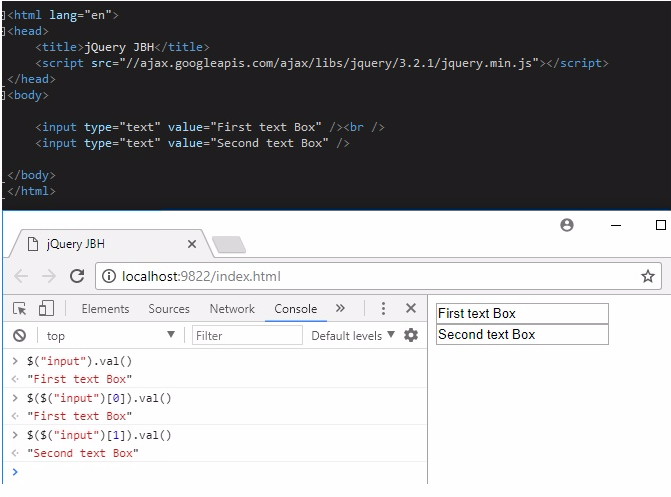 <html lang="en">
<head>
<title>jQuery JBH</title>
<script src="//ajax.googleapis.com/ajax/libs/jquery/3.2.1/jquery.min.js"></script>
</head>
<body>
<input type="text" value="First text Box" /><br />
<input type="text" value="Second text Box" />
</body>
</html>
jQuery JBH
localhost:9822/index.html
Elements Sources Network Console »
top Filter Default levels
$("input").val()
"First text Box"
$($("input")[0]).val()
"First text Box"
$($("input")[1]).val()
"Second text Box"
First text Box
Second text Box